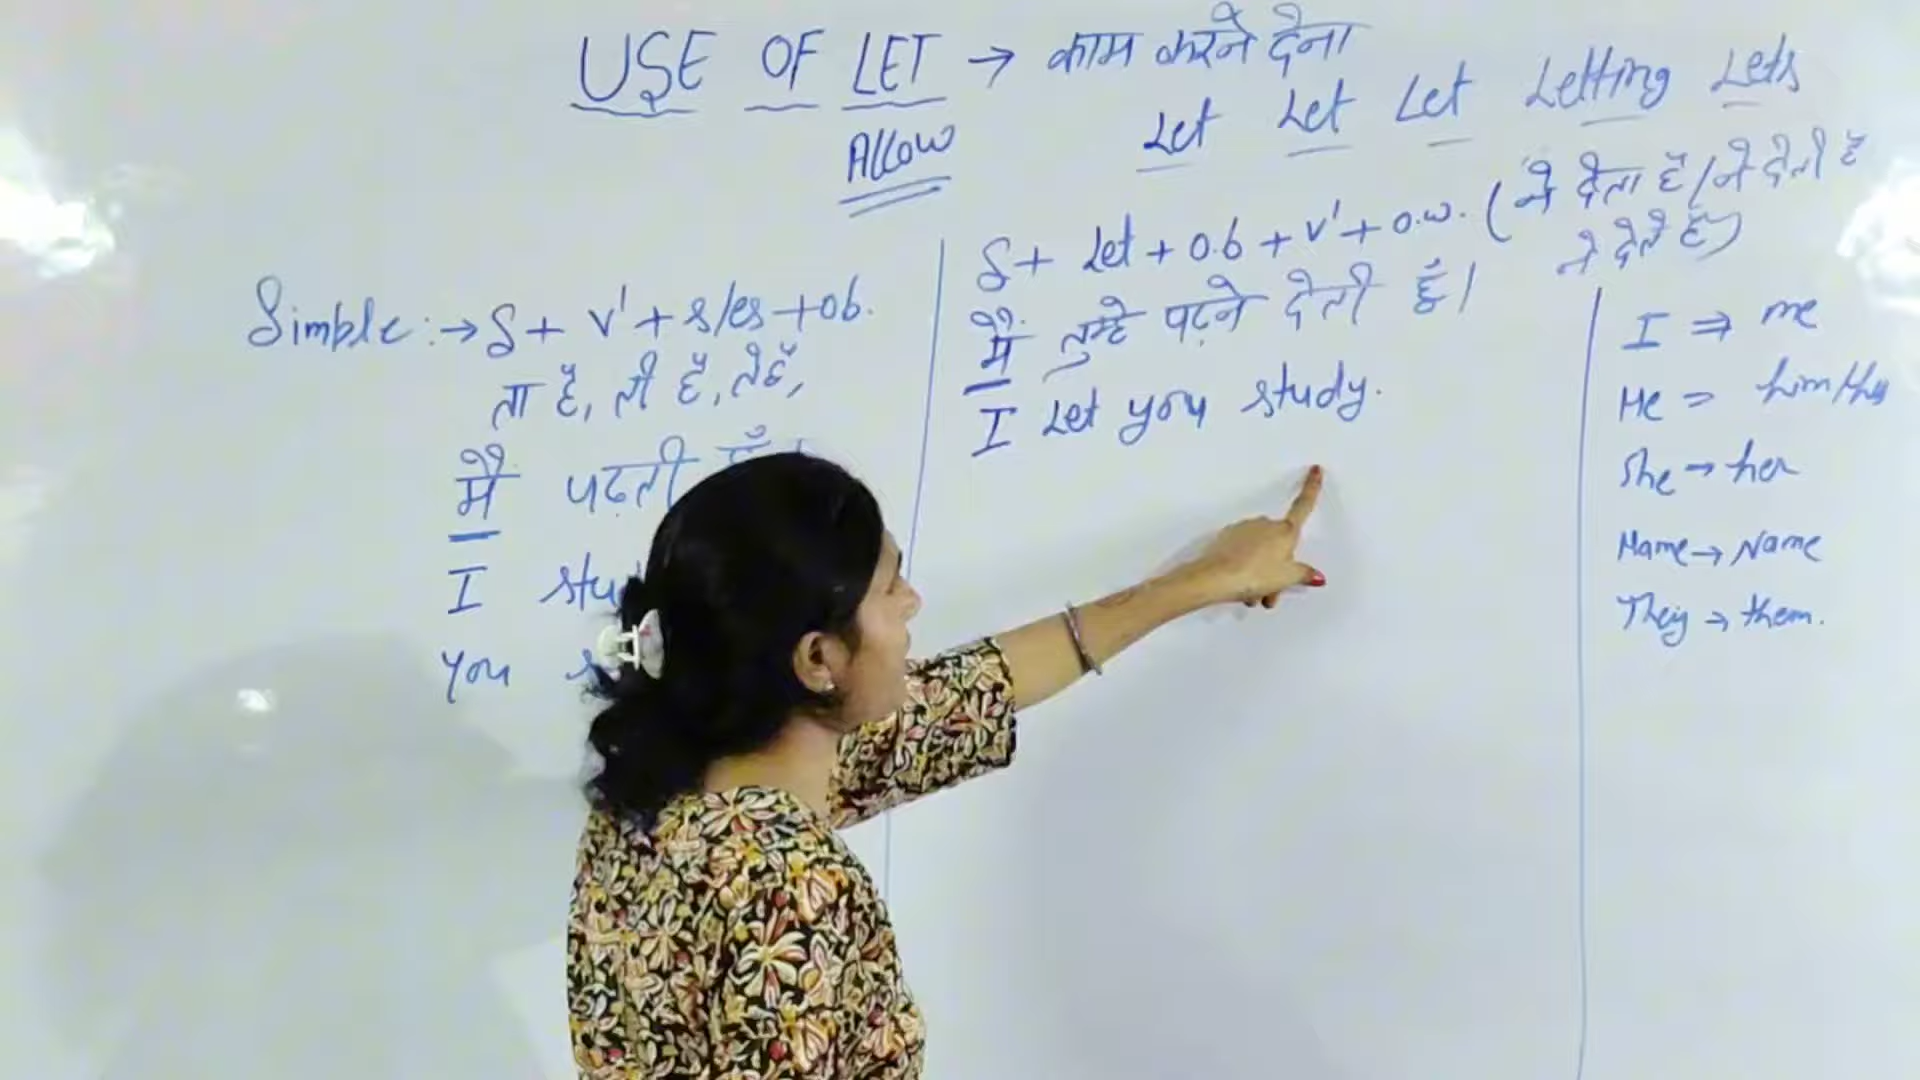 USE OF LET → काम करने देना
Allow
Let Let Let Letting Lets
Simple :→ S + V¹ + s/es + ob.
ता है, ती है, ते हैं,
मैं पढ़ती हूँ।
I
you
S + Let + O.b + V¹ + O.w. (ने देता है / ने देती है
ने देते हैं)
मैं तुम्हे पढ़ने देती हूँ।
I Let you study.
I ⇒ me
He = him
She → her
Name → Name
They → them.